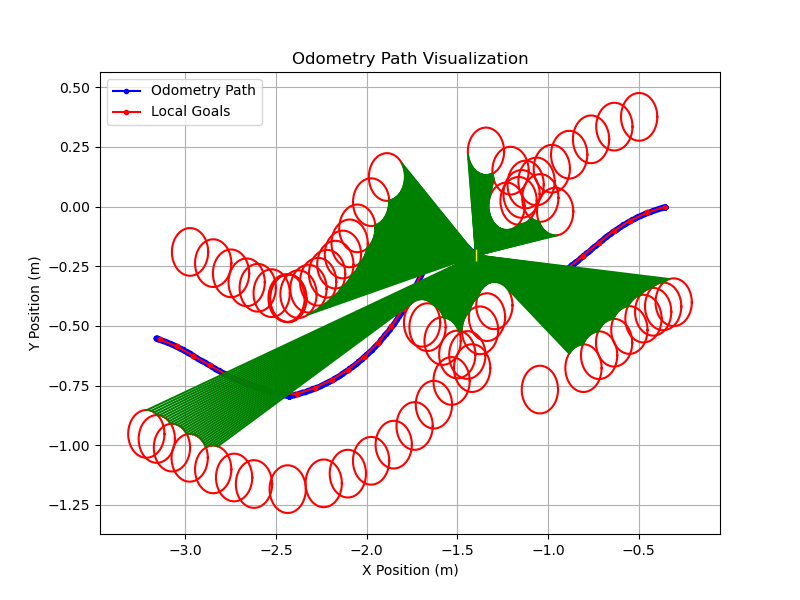 Odometry Path Visualization
Odometry Path
Local Goals
Y Position (m)
0.50
0.25
0.00
−0.25
−0.50
−0.75
−1.00
−1.25
−3.0 −2.5 −2.0 −1.5 −1.0 −0.5
X Position (m)